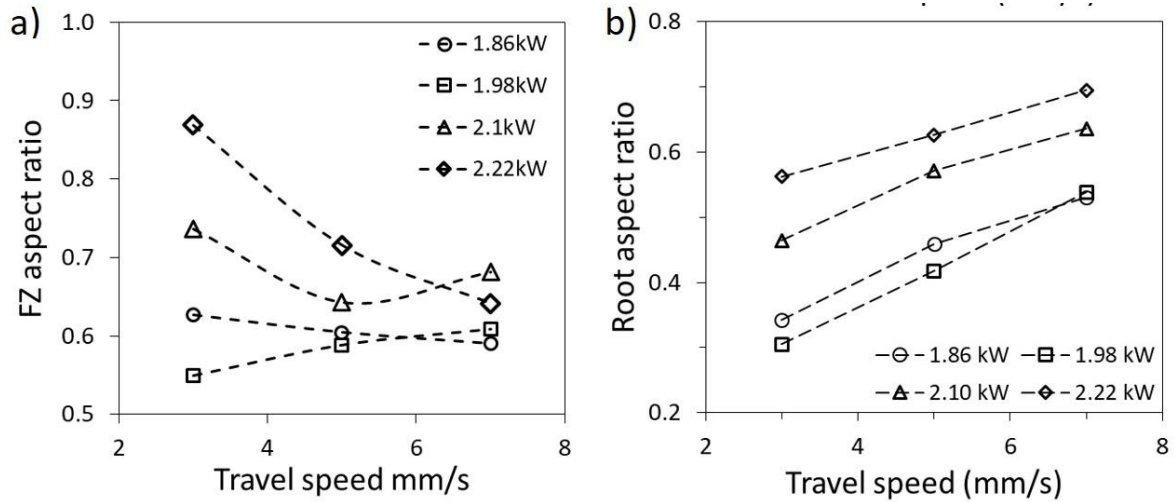 a)
1.0
0.9
0.8
0.7
0.6
0.5
FZ aspect ratio
1.86kW
1.98kW
2.1kW
2.22kW
2 4 6 8
Travel speed mm/s
b)
0.8
0.6
0.4
0.2
Root aspect ratio
1.86 kW 1.98 kW
2.10 kW 2.22 kW
2 4 6 8
Travel speed (mm/s)